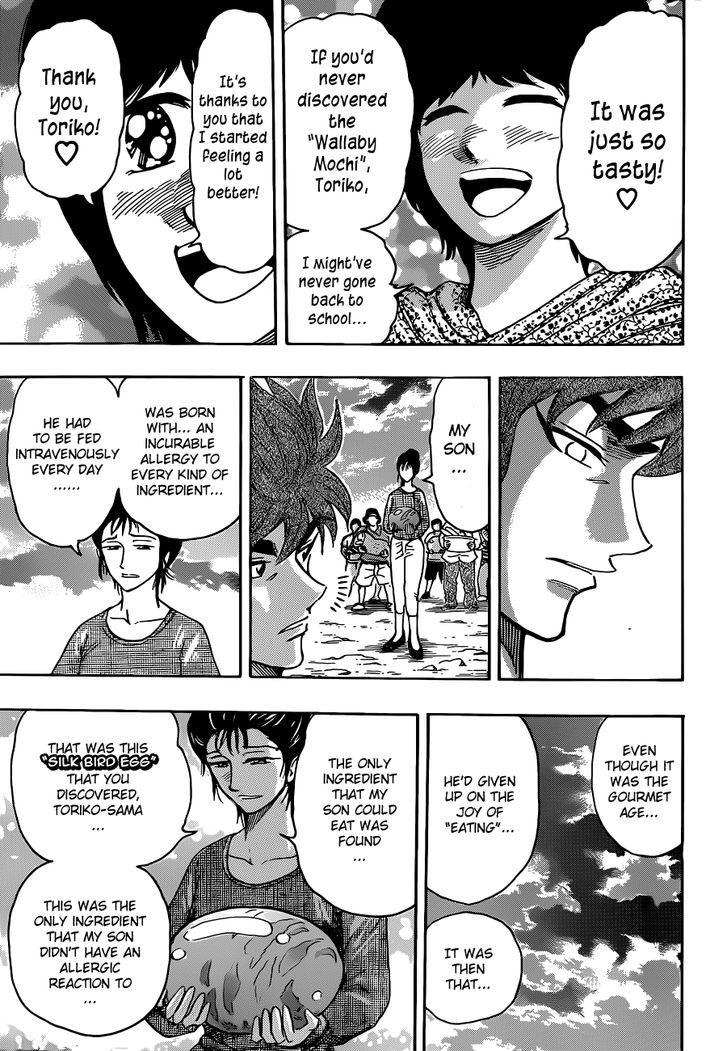 It was
just so
tasty!
♡
If you'd
never
discovered
the
"Wallaby
Mochi",
Toriko,
I might've
never gone
back to
school...
It's
thanks to
you that
I started
feeling a
lot
better!
Thank
you,
Toriko!
♡
MY
SON
...
WAS BORN
WITH... AN
INCURABLE
ALLERGY TO
EVERY KIND OF
INGREDIENT...
HE HAD
TO BE FED
INTRAVENOUSLY
EVERY DAY
......
EVEN
THOUGH IT
WAS THE
GOURMET
AGE...
HE'D GIVEN
UP ON THE
JOY OF
"EATING"...
IT WAS
THEN
THAT...
THE ONLY
INGREDIENT
THAT MY
SON COULD
EAT WAS
FOUND
...
THAT WAS THIS
"SILK BIRD EGG"
THAT YOU
DISCOVERED,
TORIKO-SAMA
...
THIS WAS THE
ONLY INGREDIENT
THAT MY SON
DIDN'T HAVE AN
ALLERGIC
REACTION TO
...